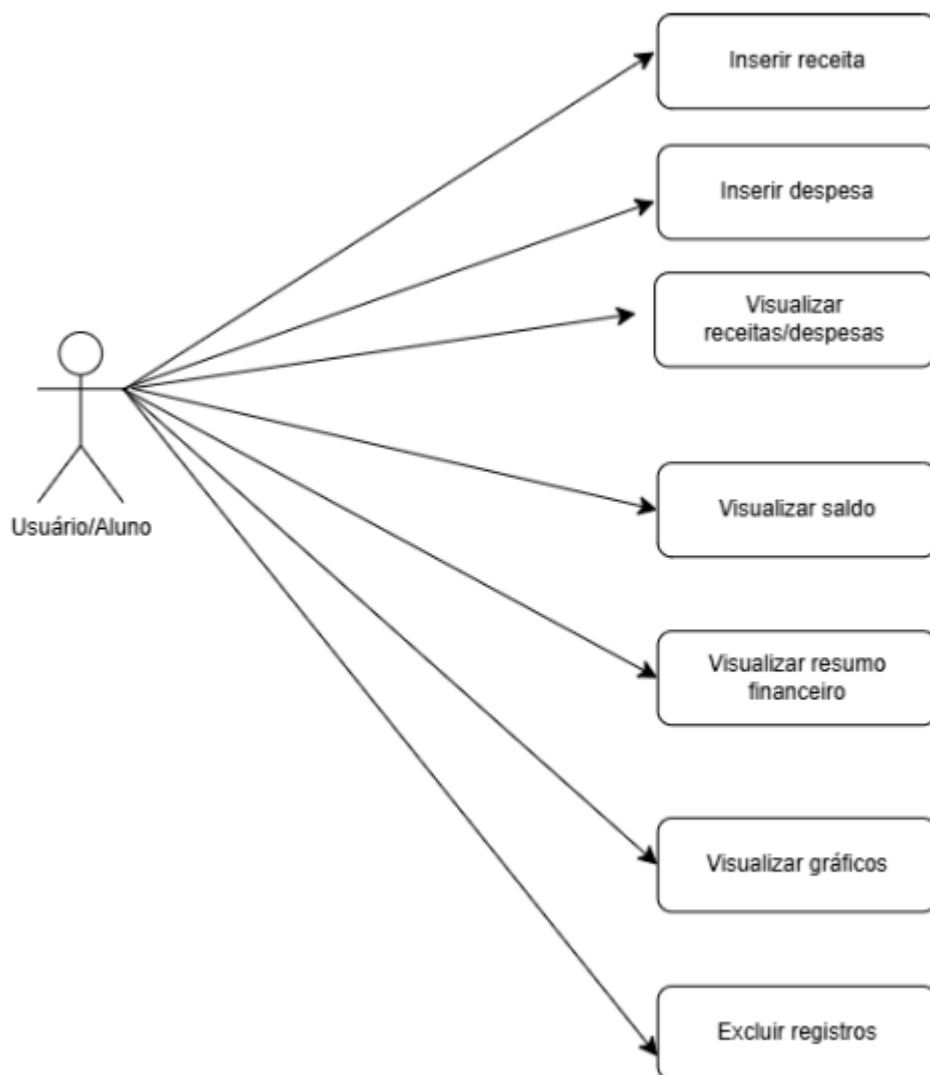 Inserir receita
Inserir despesa
Visualizar
receitas/despesas
Usuário/Aluno
Visualizar saldo
Visualizar resumo
financeiro
Visualizar gráficos
Excluir registros